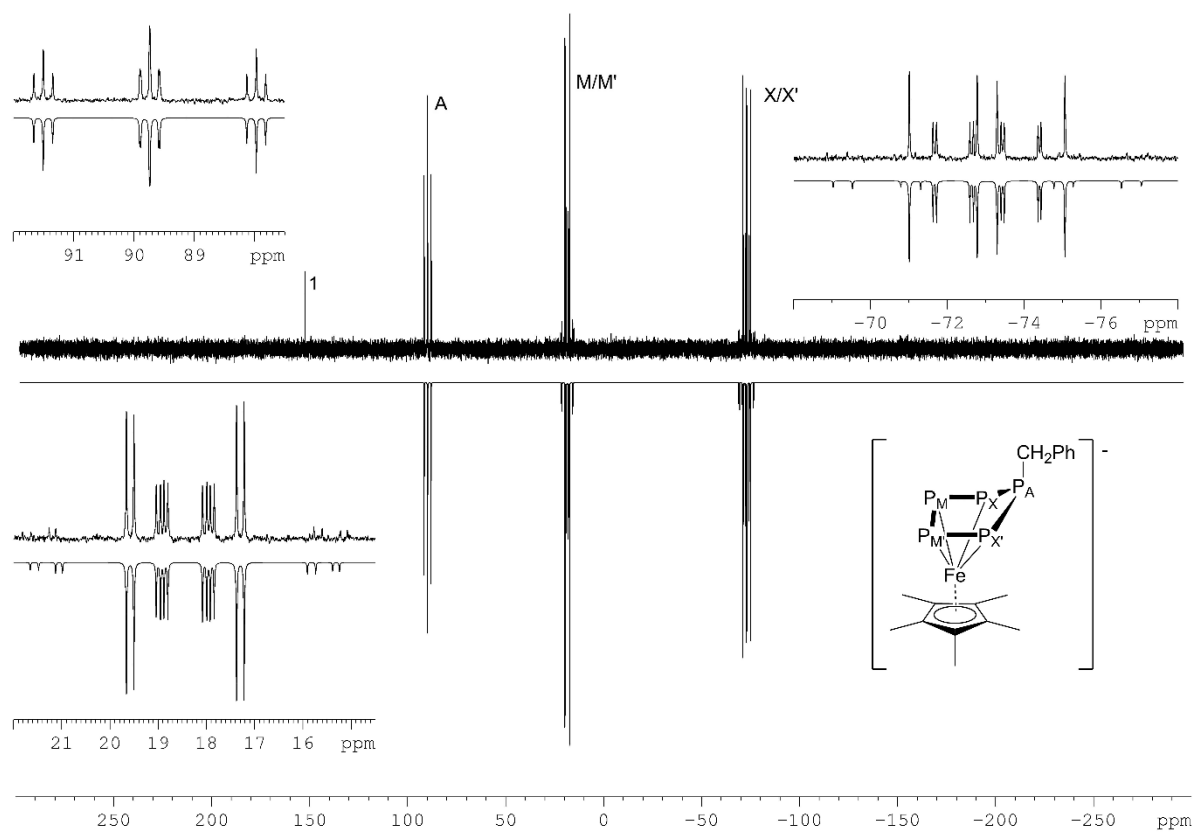 91 90 89 ppm
A
M/M'
X/X'
-70 -72 -74 -76 ppm
1
21 20 19 18 17 16 ppm
-
CH2Ph
PM PX PA
PM' PX'
Fe
250 200 150 100 50 0 -50 -100 -150 -200 -250 ppm